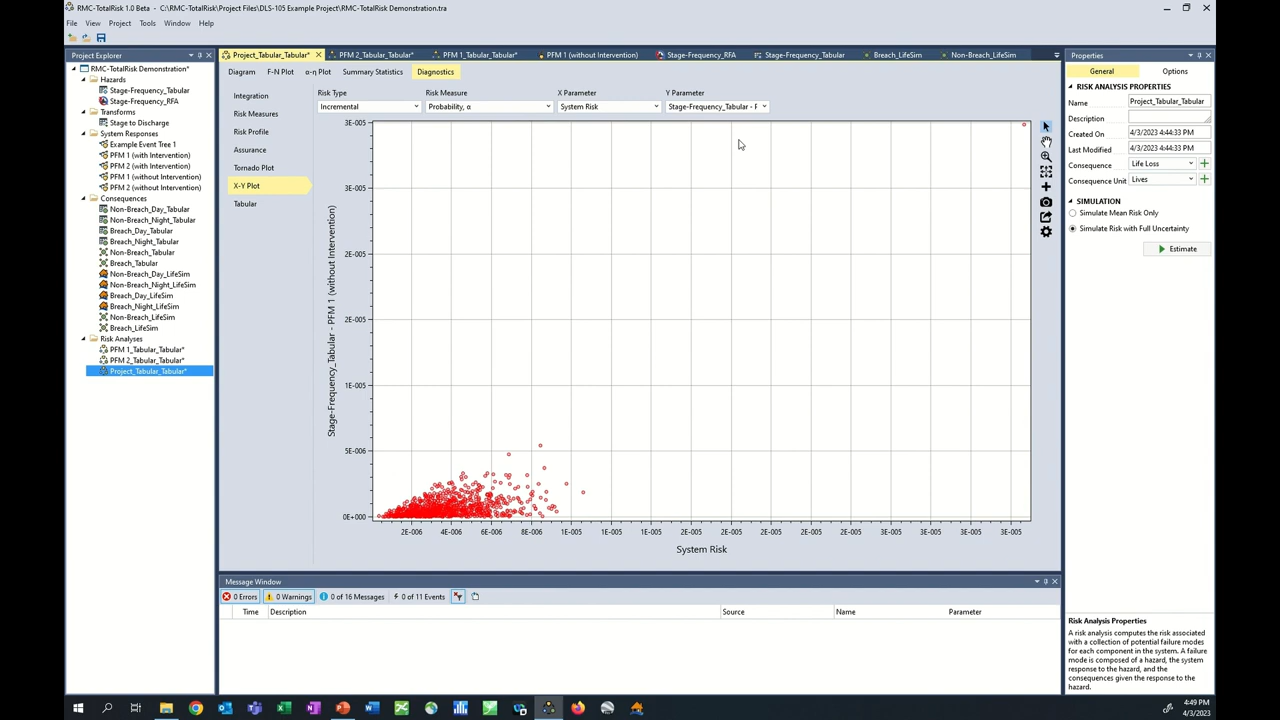 RMC-TotalRisk 1.0 Beta - C:\RMC-TotalRisk\Project Files\DLS-105 Example Project\RMC-TotalRisk Demonstration.tra
File View Project Tools Window Help
Project Explorer
RMC-TotalRisk Demonstration*
Hazards
Stage-Frequency_Tabular
Stage-Frequency_RFA
Transforms
Stage to Discharge
System Responses
Example Event Tree 1
PFM 1 (with Intervention)
PFM 2 (with Intervention)
PFM 1 (without Intervention)
PFM 2 (without Intervention)
Consequences
Non-Breach_Day_Tabular
Non-Breach_Night_Tabular
Breach_Day_Tabular
Breach_Night_Tabular
Non-Breach_Tabular
Breach_Tabular
Non-Breach_Day_LifeSim
Non-Breach_Night_LifeSim
Breach_Day_LifeSim
Breach_Night_LifeSim
Non-Breach_LifeSim
Breach_LifeSim
Risk Analyses
PFM 1_Tabular_Tabular*
PFM 2_Tabular_Tabular*
Project_Tabular_Tabular*
Project_Tabular_Tabular* PFM 2_Tabular_Tabular* PFM 1_Tabular_Tabular* PFM 1 (without Intervention) Stage-Frequency_RFA Stage-Frequency_Tabular Breach_LifeSim Non-Breach_LifeSim
Diagram F-N Plot α-η Plot Summary Statistics Diagnostics
Integration
Risk Measures
Risk Profile
Assurance
Tornado Plot
X-Y Plot
Tabular
Risk Type Risk Measure X Parameter Y Parameter
Incremental Probability, α System Risk Stage-Frequency_Tabular - F
3E-005
3E-005
2E-005
2E-005
1E-005
5E-006
0E+000
Stage-Frequency_Tabular - PFM 1 (without Intervention)
2E-006 4E-006 6E-006 8E-006 1E-005 1E-005 1E-005 2E-005 2E-005 2E-005 2E-005 2E-005 3E-005 3E-005 3E-005 3E-005
System Risk
Message Window
0 Errors 0 Warnings 0 of 16 Messages 0 of 11 Events
Time Description Source Name Parameter
Properties
General Options
RISK ANALYSIS PROPERTIES
Name Project_Tabular_Tabular
Description
Created On 4/3/2023 4:44:33 PM
Last Modified 4/3/2023 4:44:33 PM
Consequence Life Loss
Consequence Unit Lives
SIMULATION
Simulate Mean Risk Only
Simulate Risk with Full Uncertainty
Estimate
Risk Analysis Properties
A risk analysis computes the risk associated
with a collection of potential failure modes
for each component in the system. A failure
mode is composed of a hazard, the system
response to the hazard, and the
consequences given the response to the
hazard.
4:49 PM
4/3/2023